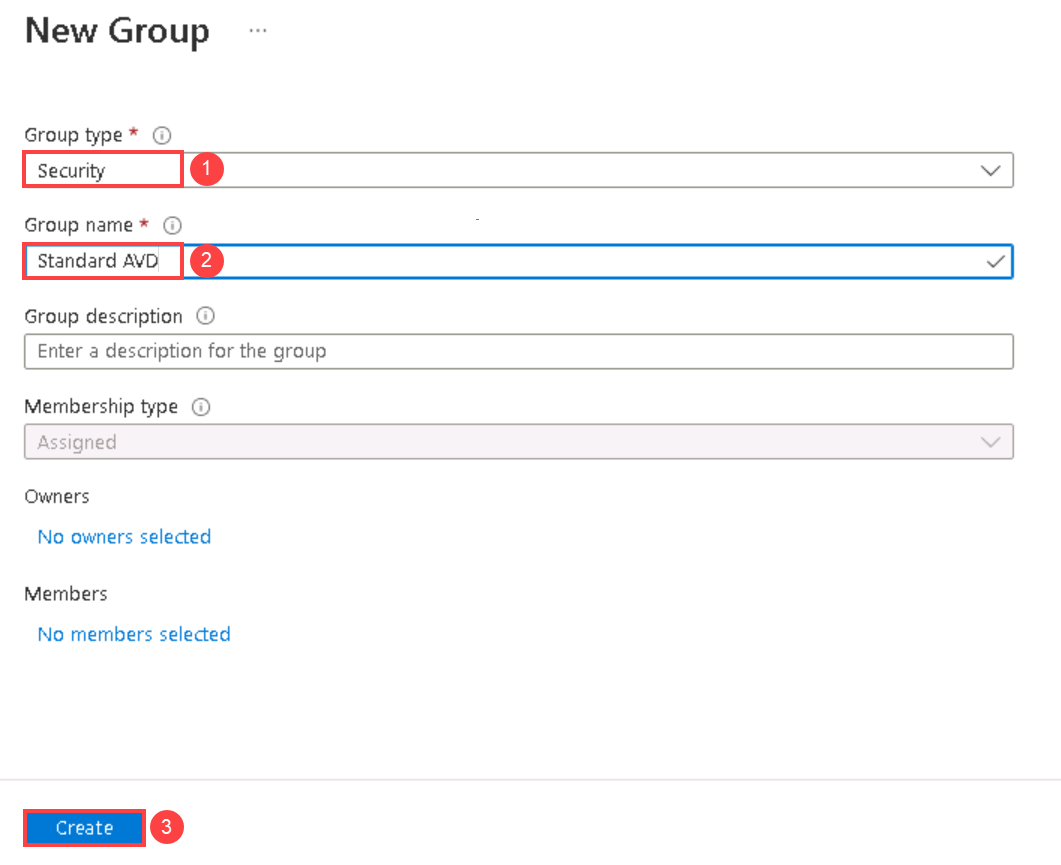 New Group ...
Group type *
Security 1
Group name *
Standard AVD 2
Group description
Enter a description for the group
Membership type
Assigned
Owners
No owners selected
Members
No members selected
Create 3